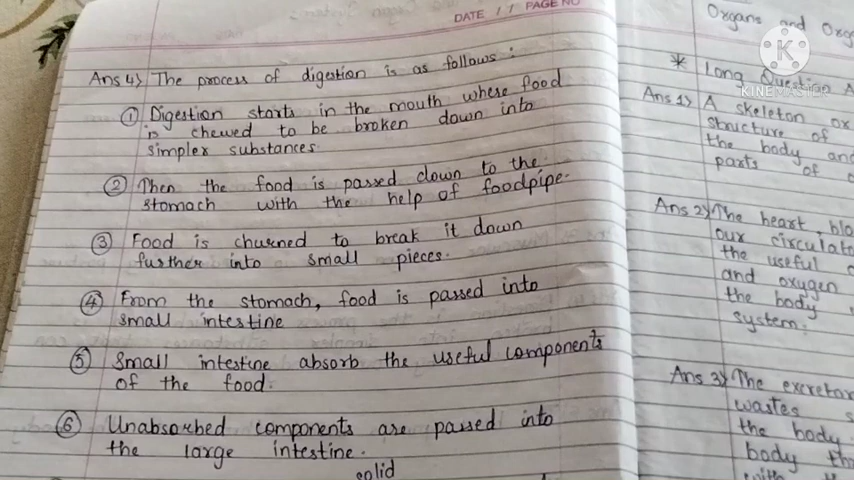 DATE / / PAGE NO
Ans 4) The process of digestion is as follows :
① Digestion starts in the mouth where food
is chewed to be broken down into
simpler substances.
② Then the food is passed down to the
stomach with the help of foodpipe.
③ Food is churned to break it down
further into small pieces.
④ From the stomach, food is passed into
small intestine
⑤ Small intestine absorb the useful components
of the food.
⑥ Unabsorbed components are passed into
the large intestine.
solid
Organs and
* Long Question
Ans 1) A skeleton
structure of
the body and
parts of
Ans 2) The heart,
our
the useful
and oxygen
the body
system.
Ans 3) The
wastes
the body.
body
with
KINEMASTER